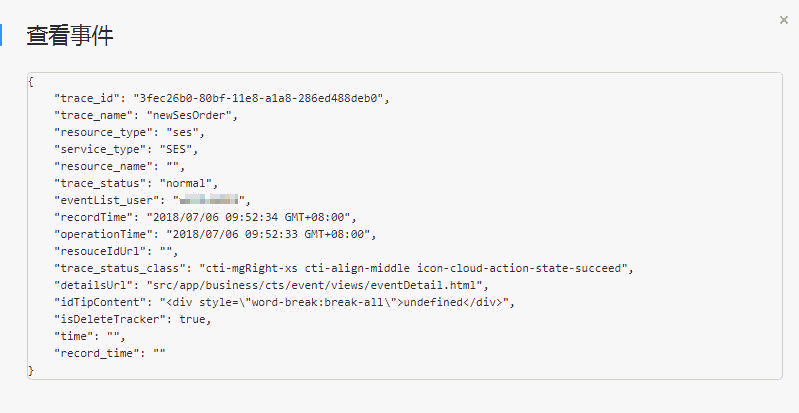 查看事件
×
{
"trace_id": "3fec26b0-80bf-11e8-a1a8-286ed488deb0",
"trace_name": "newSesOrder",
"resource_type": "ses",
"service_type": "SES",
"resource_name": "",
"trace_status": "normal",
"eventList_user": "",
"recordTime": "2018/07/06 09:52:34 GMT+08:00",
"operationTime": "2018/07/06 09:52:33 GMT+08:00",
"resouceIdUrl": "",
"trace_status_class": "cti-mgRight-xs cti-align-middle icon-cloud-action-state-succeed",
"detailsUrl": "src/app/business/cts/event/views/eventDetail.html",
"idTipContent": "<div style=\"word-break:break-all\">undefined</div>",
"isDeleteTracker": true,
"time": "",
"record_time": ""
}